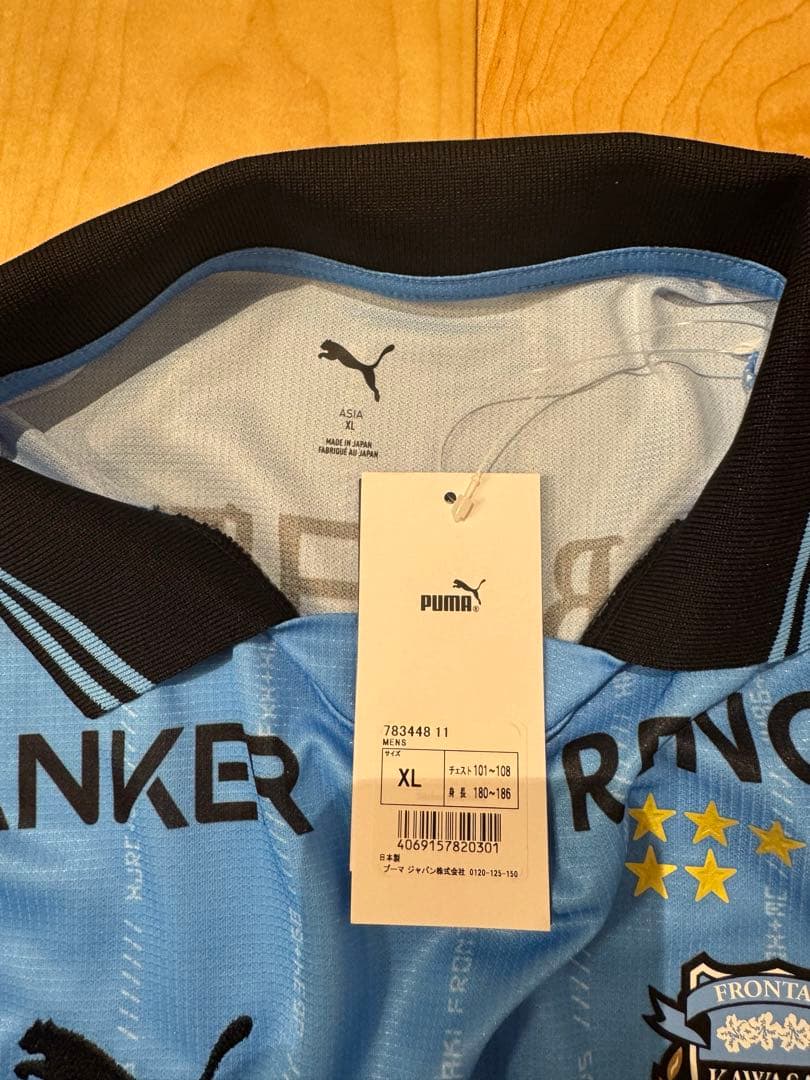 ASIA
XL
MADE IN JAPAN
FABRIQUÉ AU JAPAN
PUMA®
783448 11
MENS
サイズ
XL
チェスト 101~108
身長 180~186
4069157820301
日本製
プーマ ジャパン株式会社 0120-125-150
ANKER
FRONTA
KAWASA